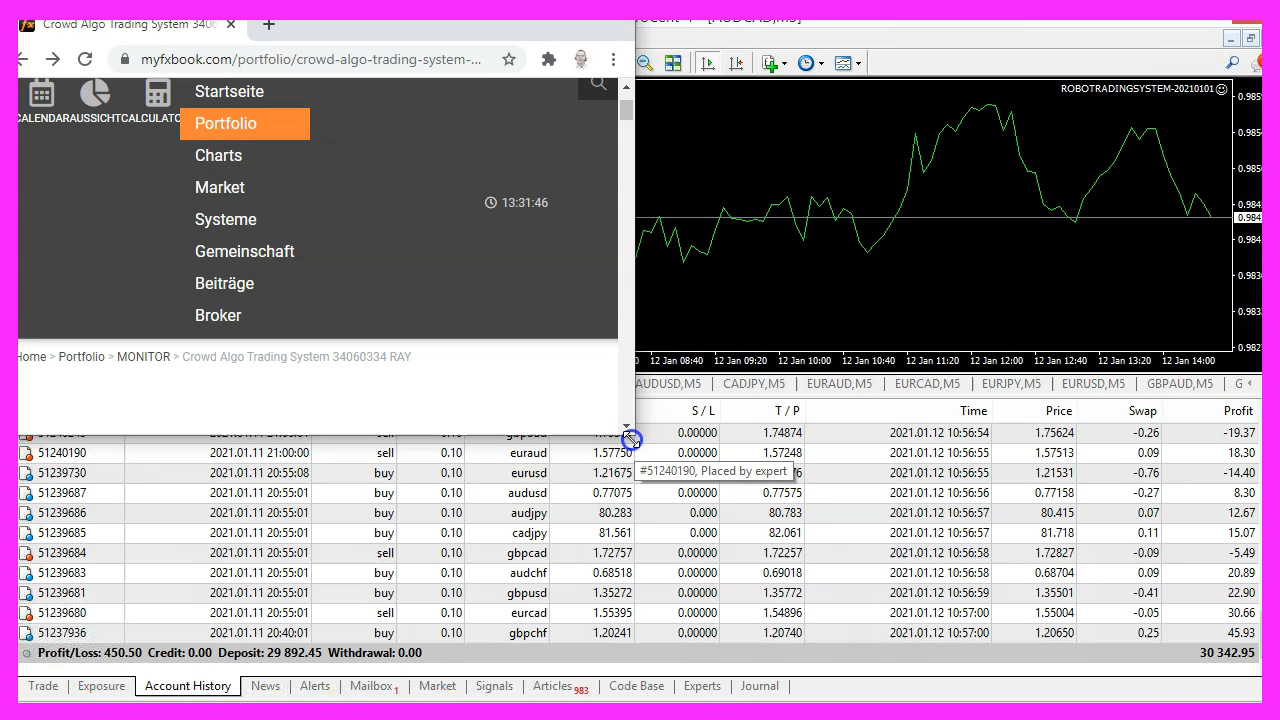 Crowd Algo Trading System 3406
myfxbook.com/portfolio/crowd-algo-trading-system-...
CALENDAR AUSSICHT CALCULATO
Startseite
Portfolio
Charts
Market
Systeme
Gemeinschaft
Beiträge
Broker
13:31:46
Home > Portfolio > MONITOR > Crowd Algo Trading System 34060334 RAY
ROBOTRADINGSYSTEM-20210101
0.9859
0.9856
0.9850
0.9845
0.984
0.984
0.9836
0.9832
0.9827
12 Jan 08:40 12 Jan 09:20 12 Jan 10:00 12 Jan 10:40 12 Jan 11:20 12 Jan 12:00 12 Jan 12:40 12 Jan 13:20 12 Jan 14:00
AUDUSD,M5 CADJPY,M5 EURAUD,M5 EURCAD,M5 EURJPY,M5 EURUSD,M5 GBPAUD,M5 G
S / L T / P Time Price Swap Profit
0.00000 1.74874 2021.01.12 10:56:54 1.75624 -0.26 -19.37
51240190 2021.01.11 21:00:00 sell 0.10 euraud 1.57750 0.00000 1.57248 2021.01.12 10:56:55 1.57513 0.09 18.30
#51240190, Placed by expert
51239730 2021.01.11 20:55:08 sell 0.10 eurusd 1.21675 2021.01.12 10:56:55 1.21531 -0.76 -14.40
51239687 2021.01.11 20:55:01 buy 0.10 audusd 0.77075 0.00000 0.77575 2021.01.12 10:56:56 0.77158 -0.27 8.30
51239686 2021.01.11 20:55:01 buy 0.10 audjpy 80.283 0.000 80.783 2021.01.12 10:56:57 80.415 0.07 12.67
51239685 2021.01.11 20:55:01 buy 0.10 cadjpy 81.561 0.000 82.061 2021.01.12 10:56:57 81.718 0.11 15.07
51239684 2021.01.11 20:55:01 sell 0.10 gbpcad 1.72757 0.00000 1.72257 2021.01.12 10:56:58 1.72827 -0.09 -5.49
51239683 2021.01.11 20:55:01 buy 0.10 audchf 0.68518 0.00000 0.69018 2021.01.12 10:56:58 0.68704 0.09 20.89
51239681 2021.01.11 20:55:01 buy 0.10 gbpusd 1.35272 0.00000 1.35772 2021.01.12 10:56:59 1.35501 -0.41 22.90
51239680 2021.01.11 20:55:01 sell 0.10 eurcad 1.55395 0.00000 1.54896 2021.01.12 10:57:00 1.55004 -0.05 30.66
51237936 2021.01.11 20:40:01 buy 0.10 gbpchf 1.20241 0.00000 1.20740 2021.01.12 10:57:00 1.20650 0.25 45.93
Profit/Loss: 450.50 Credit: 0.00 Deposit: 29 892.45 Withdrawal: 0.00 30 342.95
Trade Exposure Account History News Alerts Mailbox 1 Market Signals Articles 983 Code Base Experts Journal